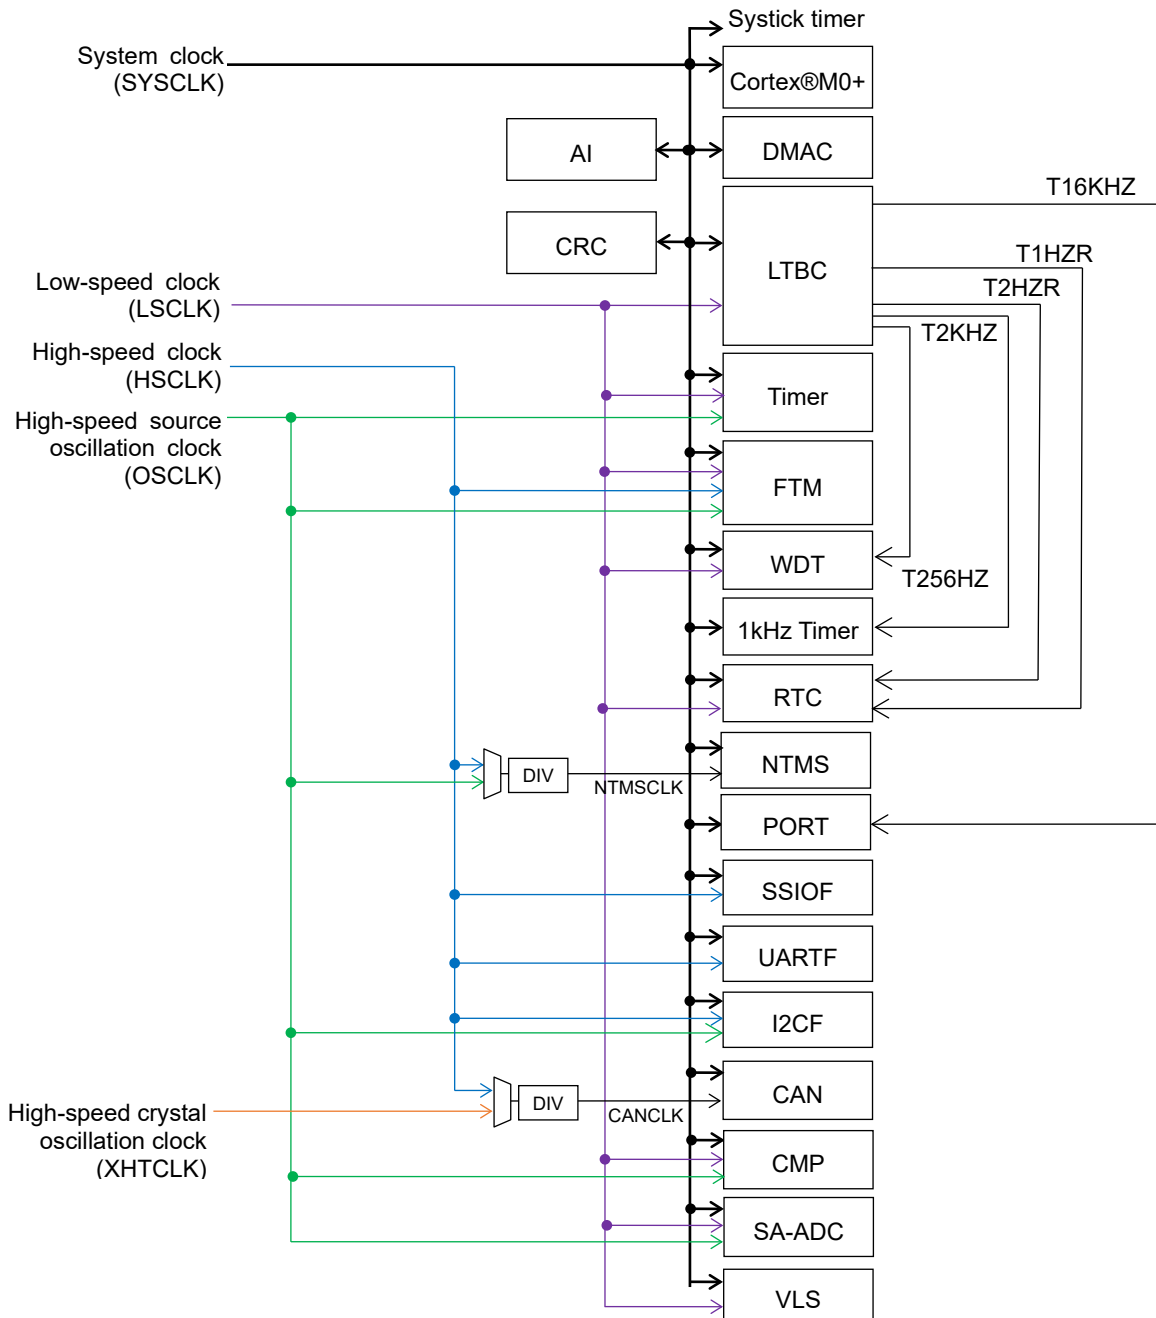 Systick timer
System clock
(SYSCLK)
Cortex®M0+
AI
DMAC
T16KHZ
CRC
LTBC
T1HZR
Low-speed clock
(LSCLK)
T2HZR
T2KHZ
High-speed clock
(HSCLK)
Timer
High-speed source
oscillation clock
(OSCLK)
FTM
WDT
T256HZ
1kHz Timer
RTC
NTMS
DIV
NTMSCLK
PORT
SSIOF
UARTF
I2CF
CAN
DIV
CANCLK
High-speed crystal
oscillation clock
(XHTCLK)
CMP
SA-ADC
VLS